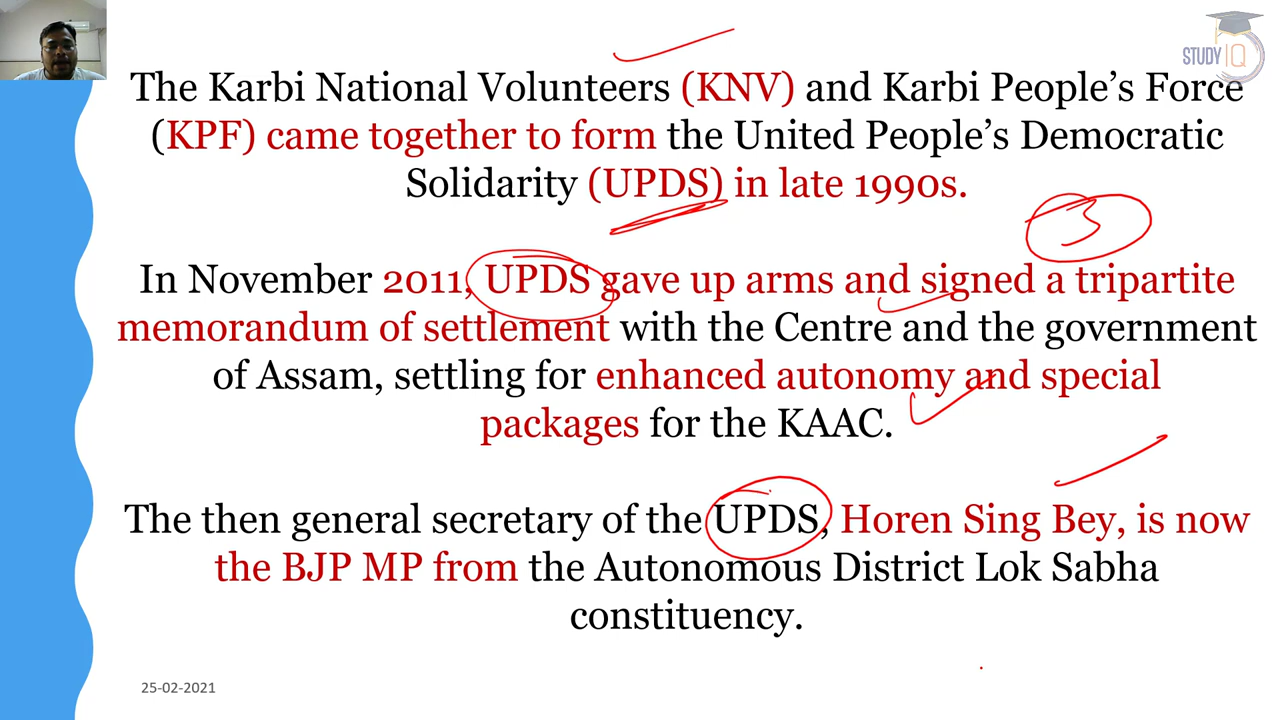 STUDY IQ
The Karbi National Volunteers (KNV) and Karbi People’s Force
(KPF) came together to form the United People’s Democratic
Solidarity (UPDS) in late 1990s.
3
In November 2011, UPDS gave up arms and signed a tripartite
memorandum of settlement with the Centre and the government
of Assam, settling for enhanced autonomy and special
packages for the KAAC.
The then general secretary of the UPDS, Horen Sing Bey, is now
the BJP MP from the Autonomous District Lok Sabha
constituency.
25-02-2021